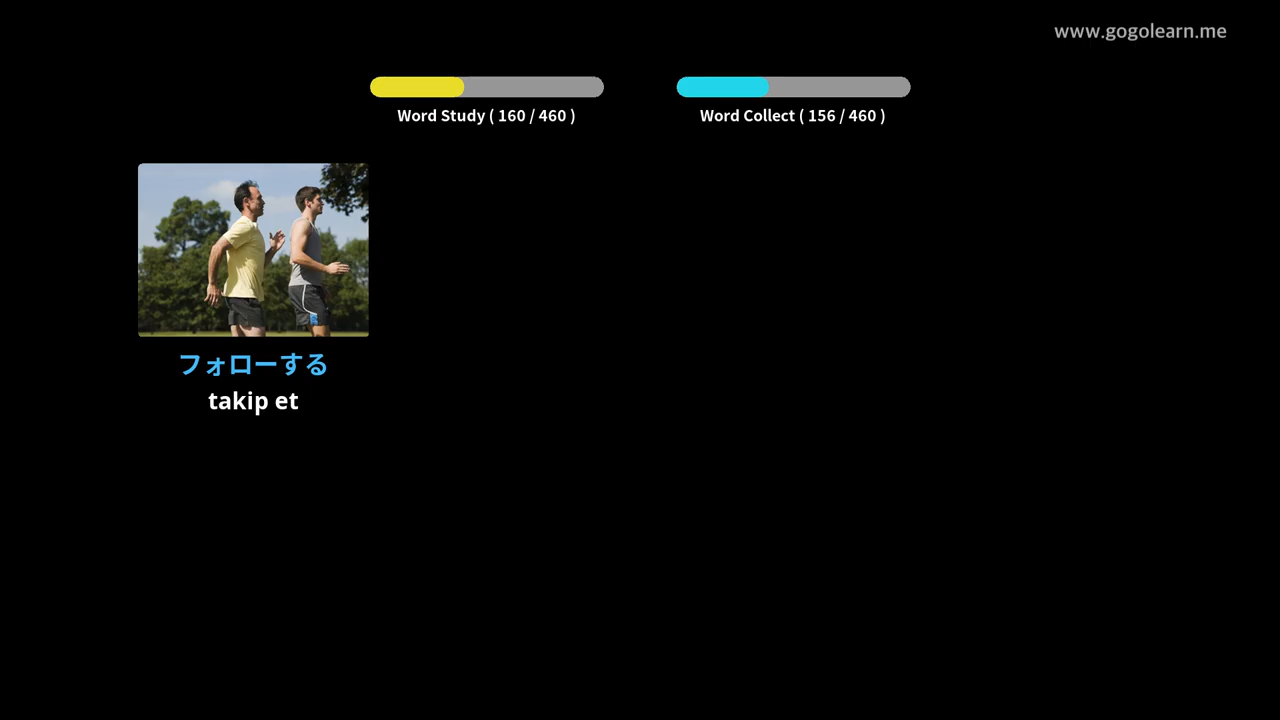 www.gogolearn.me
Word Study ( 160 / 460 )
Word Collect ( 156 / 460 )
フォローする
takip et